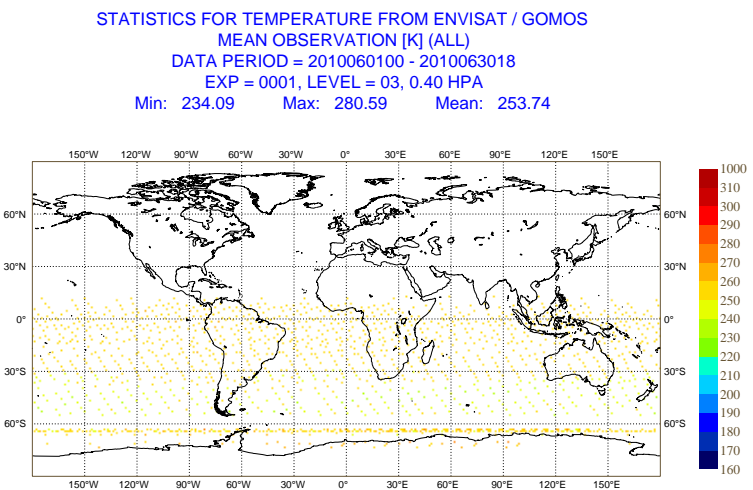 STATISTICS FOR TEMPERATURE FROM ENVISAT / GOMOS
MEAN OBSERVATION [K] (ALL)
DATA PERIOD = 2010060100 - 2010063018
EXP = 0001, LEVEL = 03, 0.40 HPA
Min: 234.09 Max: 280.59 Mean: 253.74
150°W 120°W 90°W 60°W 30°W 0° 30°E 60°E 90°E 120°E 150°E
60°N 60°N
30°N 30°N
0° 0°
30°S 30°S
60°S 60°S
150°W 120°W 90°W 60°W 30°W 0° 30°E 60°E 90°E 120°E 150°E
1000
310
300
290
280
270
260
250
240
230
220
210
200
190
180
170
160